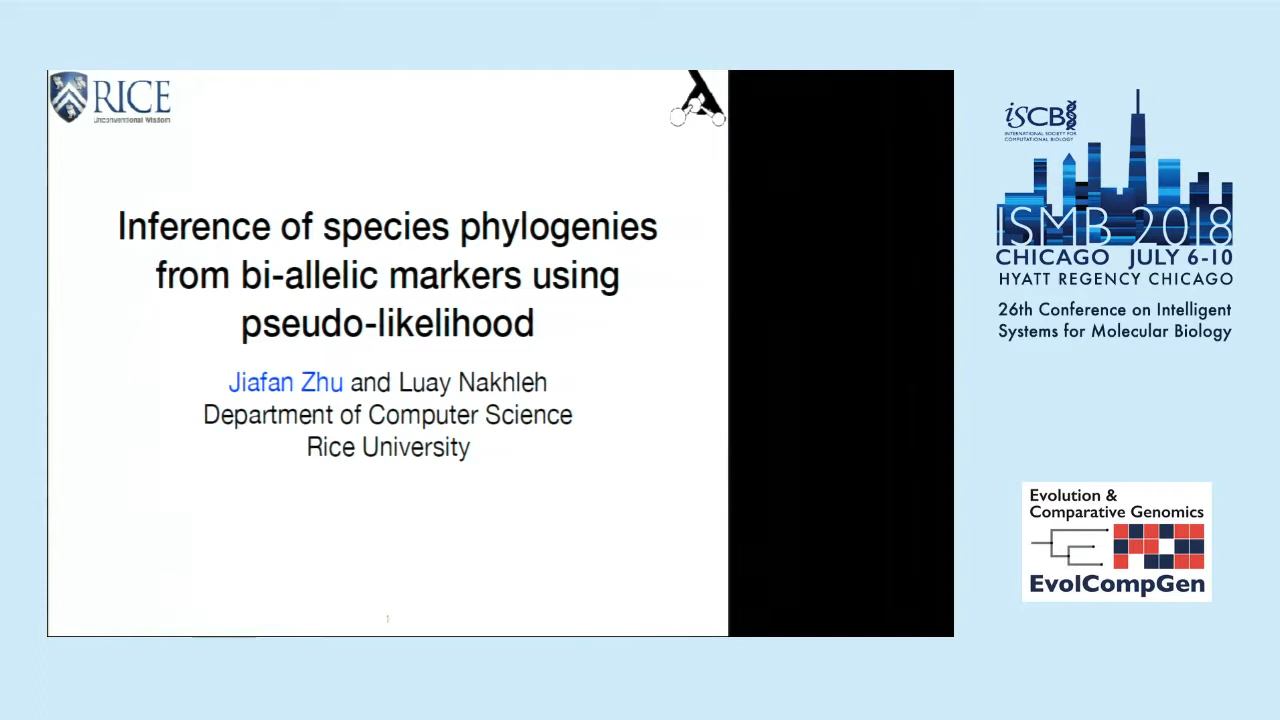 RICE
Unconventional Wisdom
Inference of species phylogenies
from bi-allelic markers using
pseudo-likelihood
Jiafan Zhu and Luay Nakhleh
Department of Computer Science
Rice University
1
iSCB
INTERNATIONAL SOCIETY FOR
COMPUTATIONAL BIOLOGY
ISMB 2018
CHICAGO JULY 6-10
HYATT REGENCY CHICAGO
26th Conference on Intelligent
Systems for Molecular Biology
Evolution &
Comparative Genomics
EvolCompGen